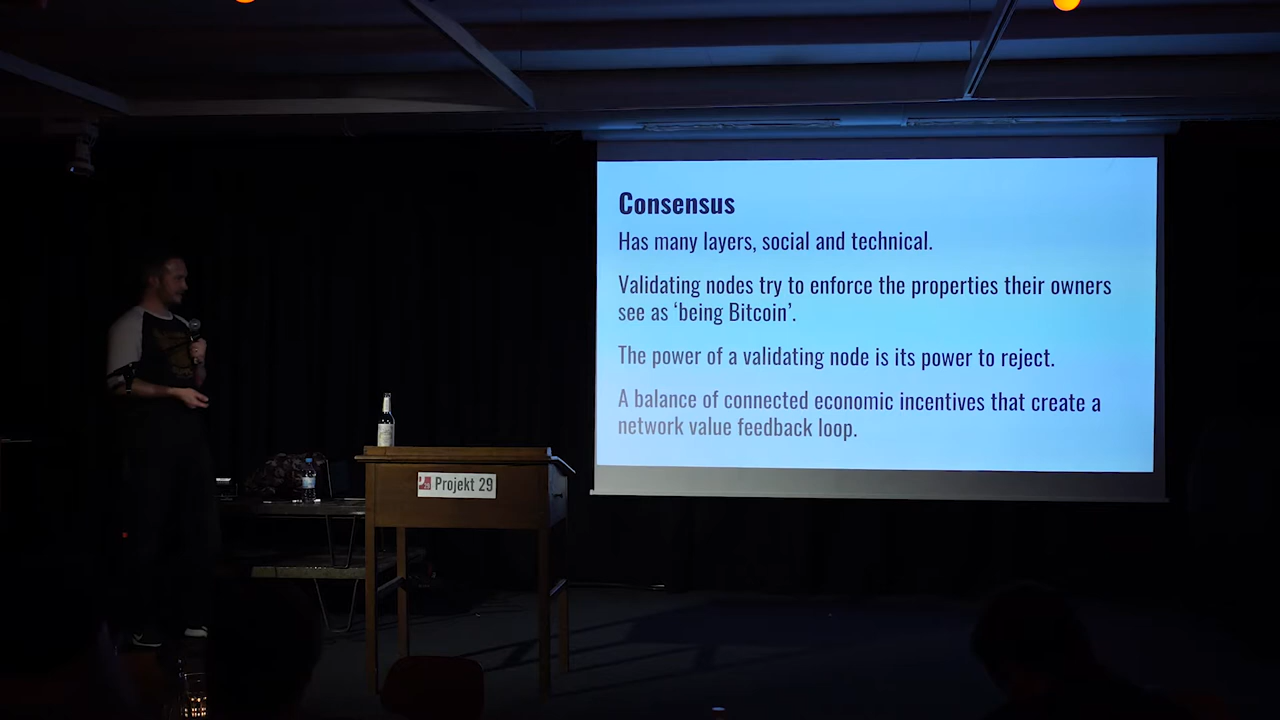 Consensus
Has many layers, social and technical.
Validating nodes try to enforce the properties their owners
see as ‘being Bitcoin’.
The power of a validating node is its power to reject.
A balance of connected economic incentives that create a
network value feedback loop.
Projekt 29